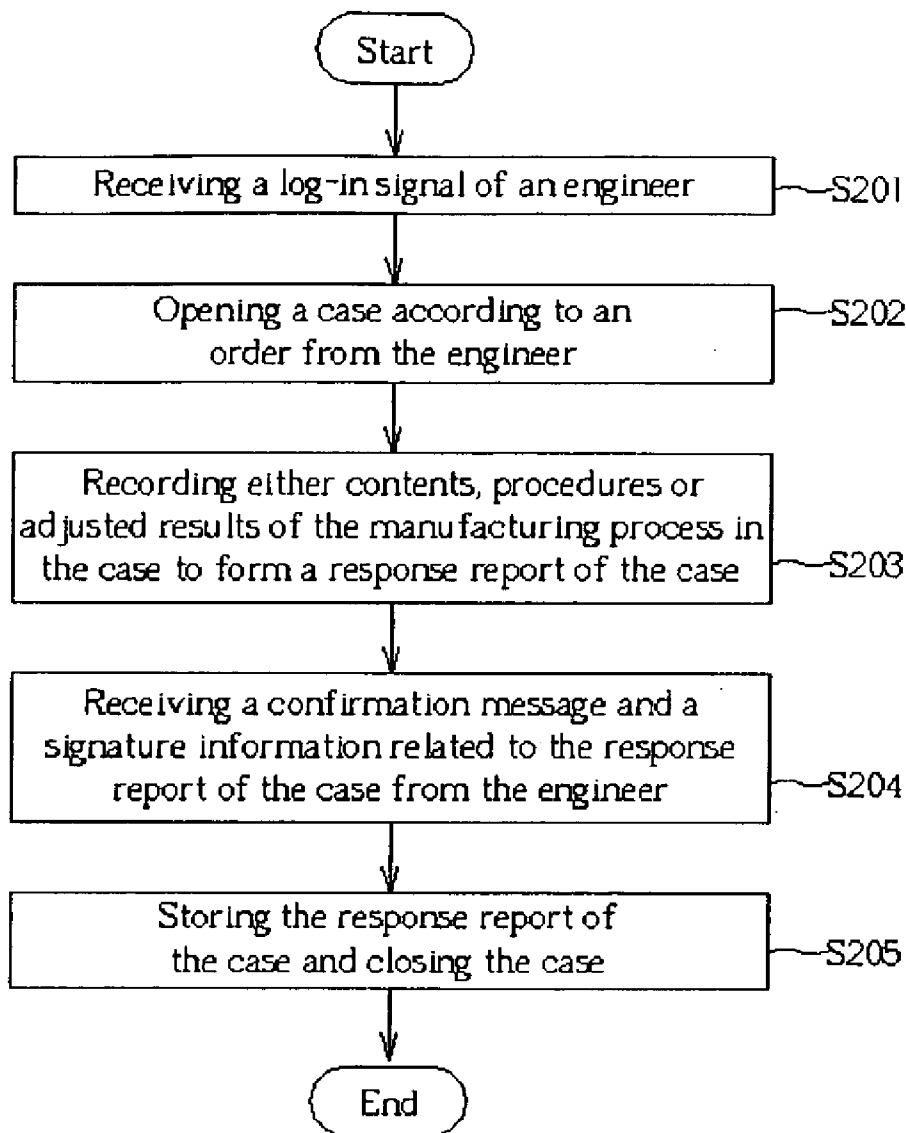 Start
Receiving a log-in signal of an engineer
S201
Opening a case according to an
order from the engineer
S202
Recording either contents, procedures or
adjusted results of the manufacturing process in
the case to form a response report of the case
S203
Receiving a confirmation message and a
signature information related to the response
report of the case from the engineer
S204
Storing the response report of
the case and closing the case
S205
End